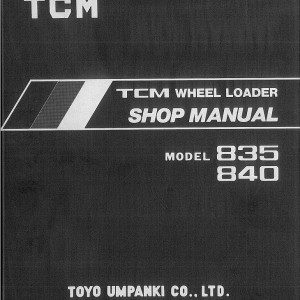 TCM
TCM WHEEL LOADER
SHOP MANUAL
MODEL 835
840
TOYO UMPANKI CO., LTD.